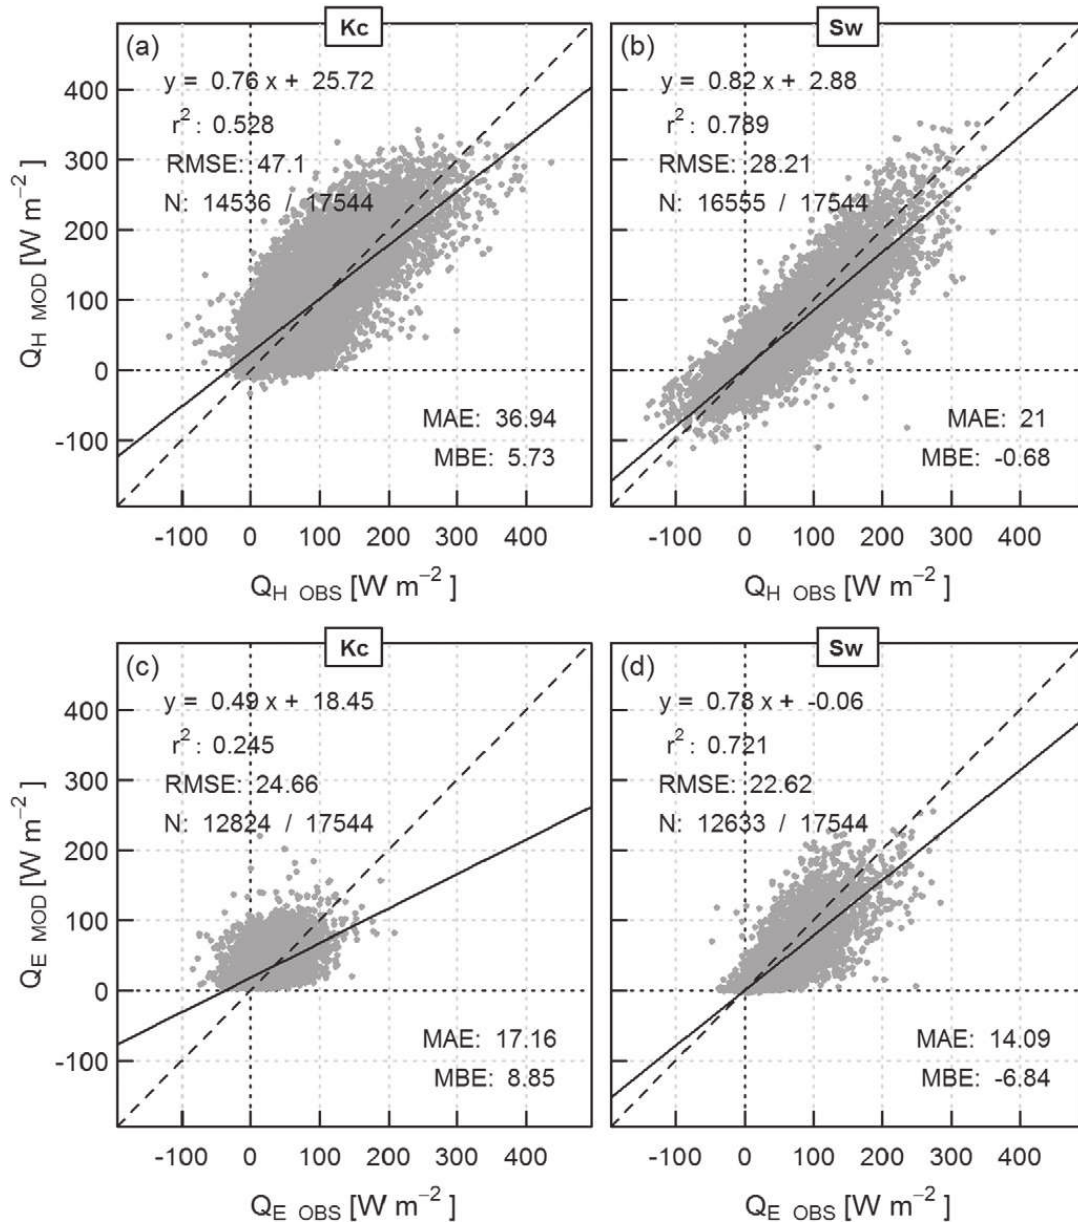 (a)
Kc
y = 0.76 x + 25.72
r² : 0.528
RMSE: 47.1
N: 14536 / 17544
MAE: 36.94
MBE: 5.73
400
300
200
100
0
-100
Q_H MOD [W m⁻²]
-100 0 100 200 300 400
Q_H OBS [W m⁻²]
(b)
Sw
y = 0.82 x + 2.88
r² : 0.789
RMSE: 28.21
N: 16555 / 17544
MAE: 21
MBE: -0.68
-100 0 100 200 300 400
Q_H OBS [W m⁻²]
(c)
Kc
y = 0.49 x + 18.45
r² : 0.245
RMSE: 24.66
N: 12824 / 17544
MAE: 17.16
MBE: 8.85
400
300
200
100
0
-100
Q_E MOD [W m⁻²]
-100 0 100 200 300 400
Q_E OBS [W m⁻²]
(d)
Sw
y = 0.78 x + -0.06
r² : 0.721
RMSE: 22.62
N: 12633 / 17544
MAE: 14.09
MBE: -6.84
-100 0 100 200 300 400
Q_E OBS [W m⁻²]